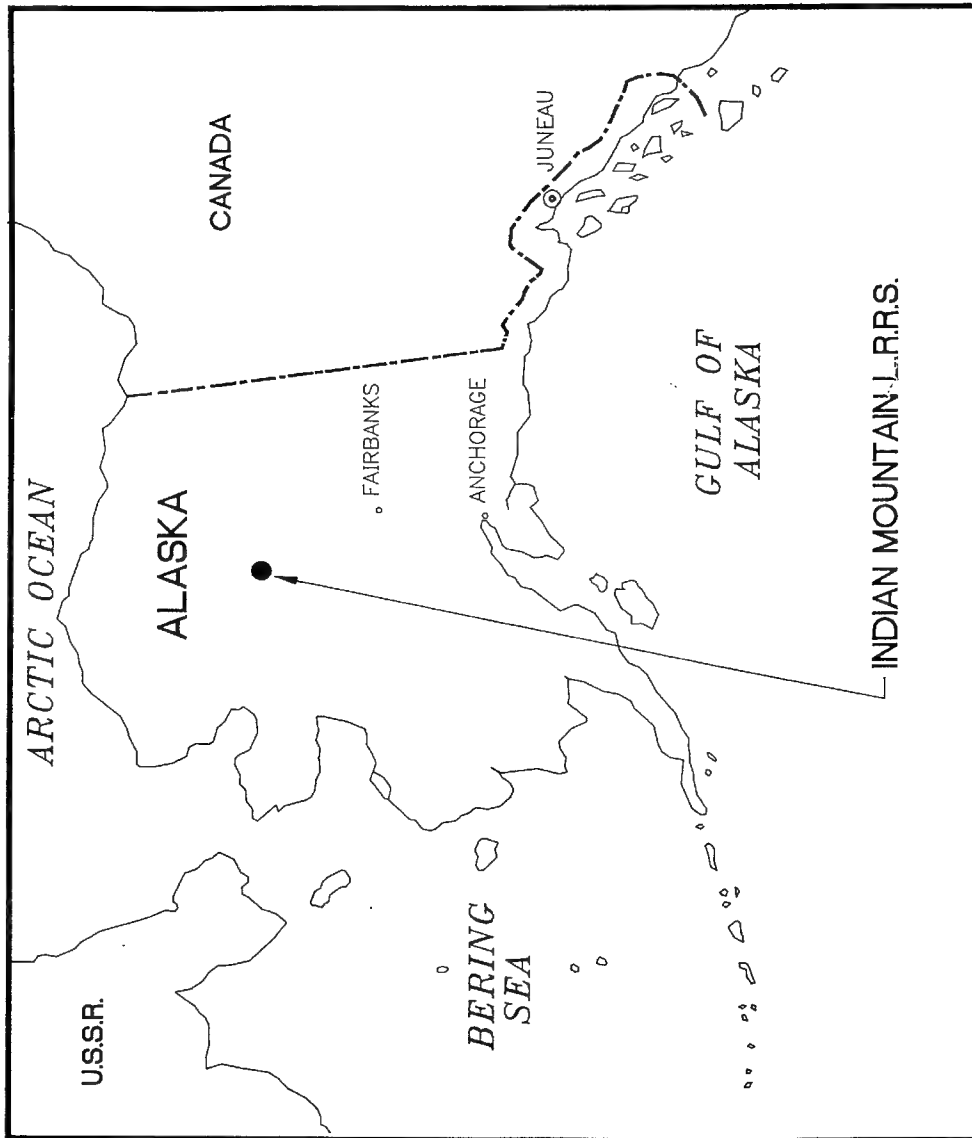 ARCTIC OCEAN
U.S.S.R.
ALASKA
CANADA
FAIRBANKS
ANCHORAGE
JUNEAU
BERING
SEA
GULF OF
ALASKA
INDIAN MOUNTAIN L.R.R.S.